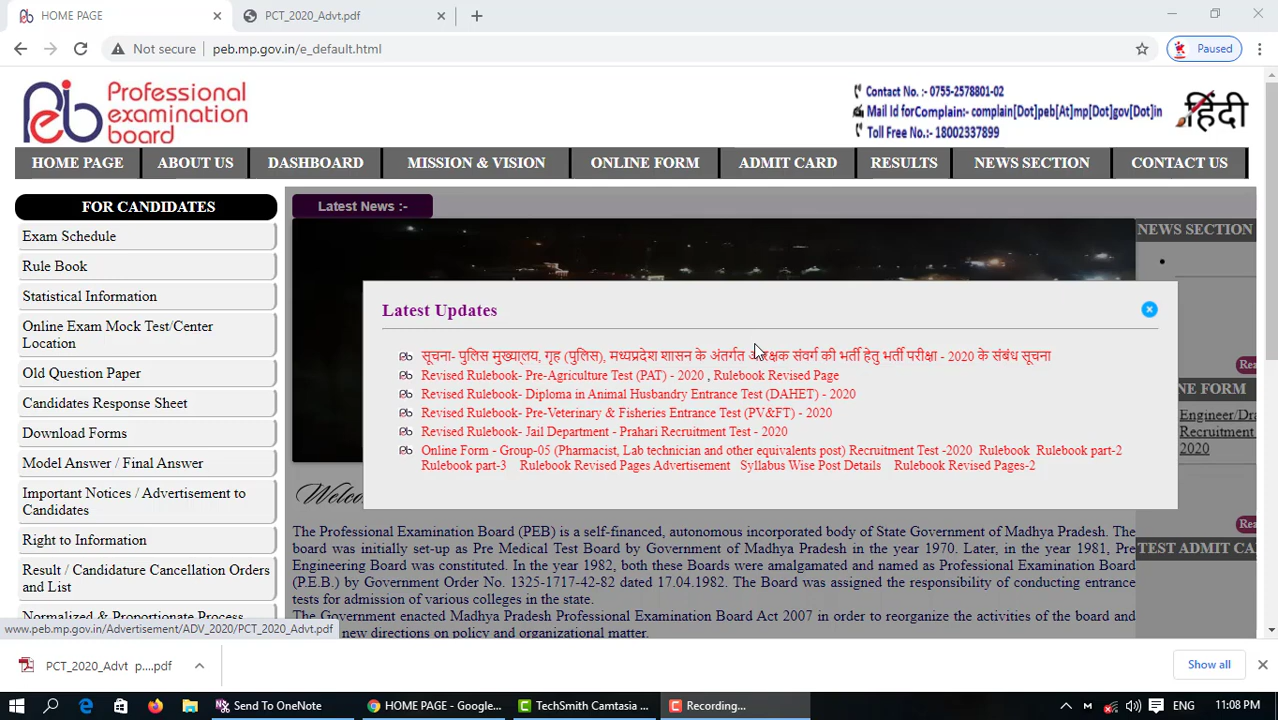 HOME PAGE
PCT_2020_Advt.pdf
Not secure
peb.mp.gov.in/e_default.html
Paused
Peb Professional examination board
Contact No. :- 0755-2578801-02
Mail Id forComplain:- complain[Dot]peb[At]mp[Dot]gov[Dot]in
Toll Free No.:- 18002337899
हिंदी
HOME PAGE
ABOUT US
DASHBOARD
MISSION & VISION
ONLINE FORM
ADMIT CARD
RESULTS
NEWS SECTION
CONTACT US
FOR CANDIDATES
Exam Schedule
Rule Book
Statistical Information
Online Exam Mock Test/Center
Location
Old Question Paper
Candidates Response Sheet
Download Forms
Model Answer / Final Answer
Important Notices / Advertisement to
Candidates
Right to Information
Result / Candidature Cancellation Orders
and List
Normalized & Proportionate Process
Latest News :-
Latest Updates
सूचना- पुलिस मुख्यालय, गृह (पुलिस), मध्यप्रदेश शासन के अंतर्गत आरक्षक संवर्ग की भर्ती हेतु भर्ती परीक्षा - 2020 के संबंध सूचना
Revised Rulebook- Pre-Agriculture Test (PAT) - 2020 , Rulebook Revised Page
Revised Rulebook- Diploma in Animal Husbandry Entrance Test (DAHET) - 2020
Revised Rulebook- Pre-Veterinary & Fisheries Entrance Test (PV&FT) - 2020
Revised Rulebook- Jail Department - Prahari Recruitment Test - 2020
Online Form - Group-05 (Pharmacist, Lab technician and other equivalents post) Recruitment Test -2020 Rulebook Rulebook part-2
Rulebook part-3 Rulebook Revised Pages Advertisement Syllabus Wise Post Details Rulebook Revised Pages-2
NEWS SECTION
Rea
NE FORM
Engineer/Dra
Recruitment
2020
Rea
TEST ADMIT CA
Welcom
The Professional Examination Board (PEB) is a self-financed, autonomous incorporated body of State Government of Madhya Pradesh. The
board was initially set-up as Pre Medical Test Board by Government of Madhya Pradesh in the year 1970. Later, in the year 1981, Pre
Engineering Board was constituted. In the year 1982, both these Boards were amalgamated and named as Professional Examination Board
(P.E.B.) by Government Order No. 1325-1717-42-82 dated 17.04.1982. The Board was assigned the responsibility of conducting entrance
tests for admission of various colleges in the state.
The Government enacted Madhya Pradesh Professional Examination Board Act 2007 in order to reorganize the activities of the board and
new directions on policy and organizational matter.
www.peb.mp.gov.in/Advertisement/ADV_2020/PCT_2020_Advt.pdf
PCT_2020_Advt p....pdf
Show all
Send To OneNote
HOME PAGE - Google...
TechSmith Camtasia ...
Recording...
ENG
11:08 PM